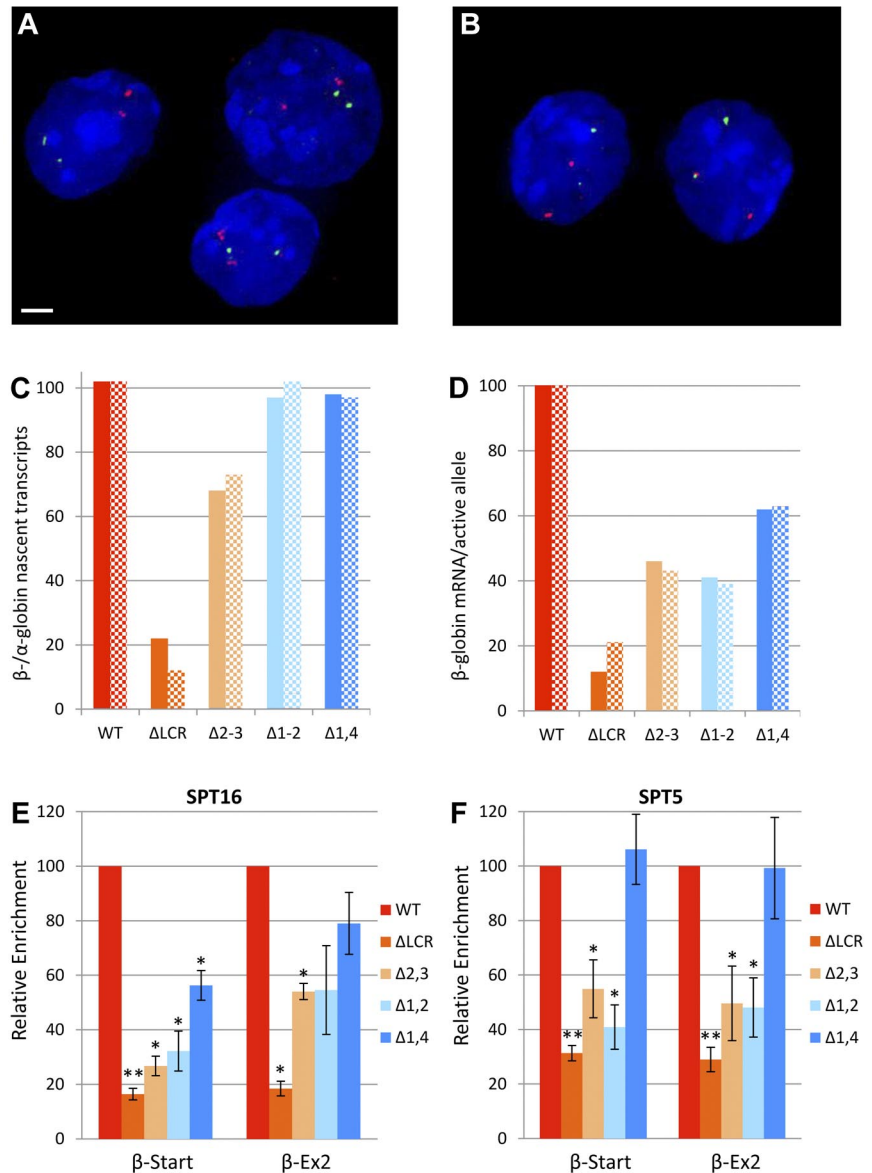 A
B
C
β-/α-globin nascent transcripts
100
80
60
40
20
0
WT ΔLCR Δ2-3 Δ1-2 Δ1,4
D
β-globin mRNA/active allele
100
80
60
40
20
0
WT ΔLCR Δ2-3 Δ1-2 Δ1,4
E
SPT16
Relative Enrichment
120
100
80
60
40
20
0
** * * *
* *
β-Start β-Ex2
WT
ΔLCR
Δ2,3
Δ1,2
Δ1,4
F
SPT5
Relative Enrichment
120
100
80
60
40
20
0
** * *
** * *
β-Start β-Ex2
WT
ΔLCR
Δ2,3
Δ1,2
Δ1,4